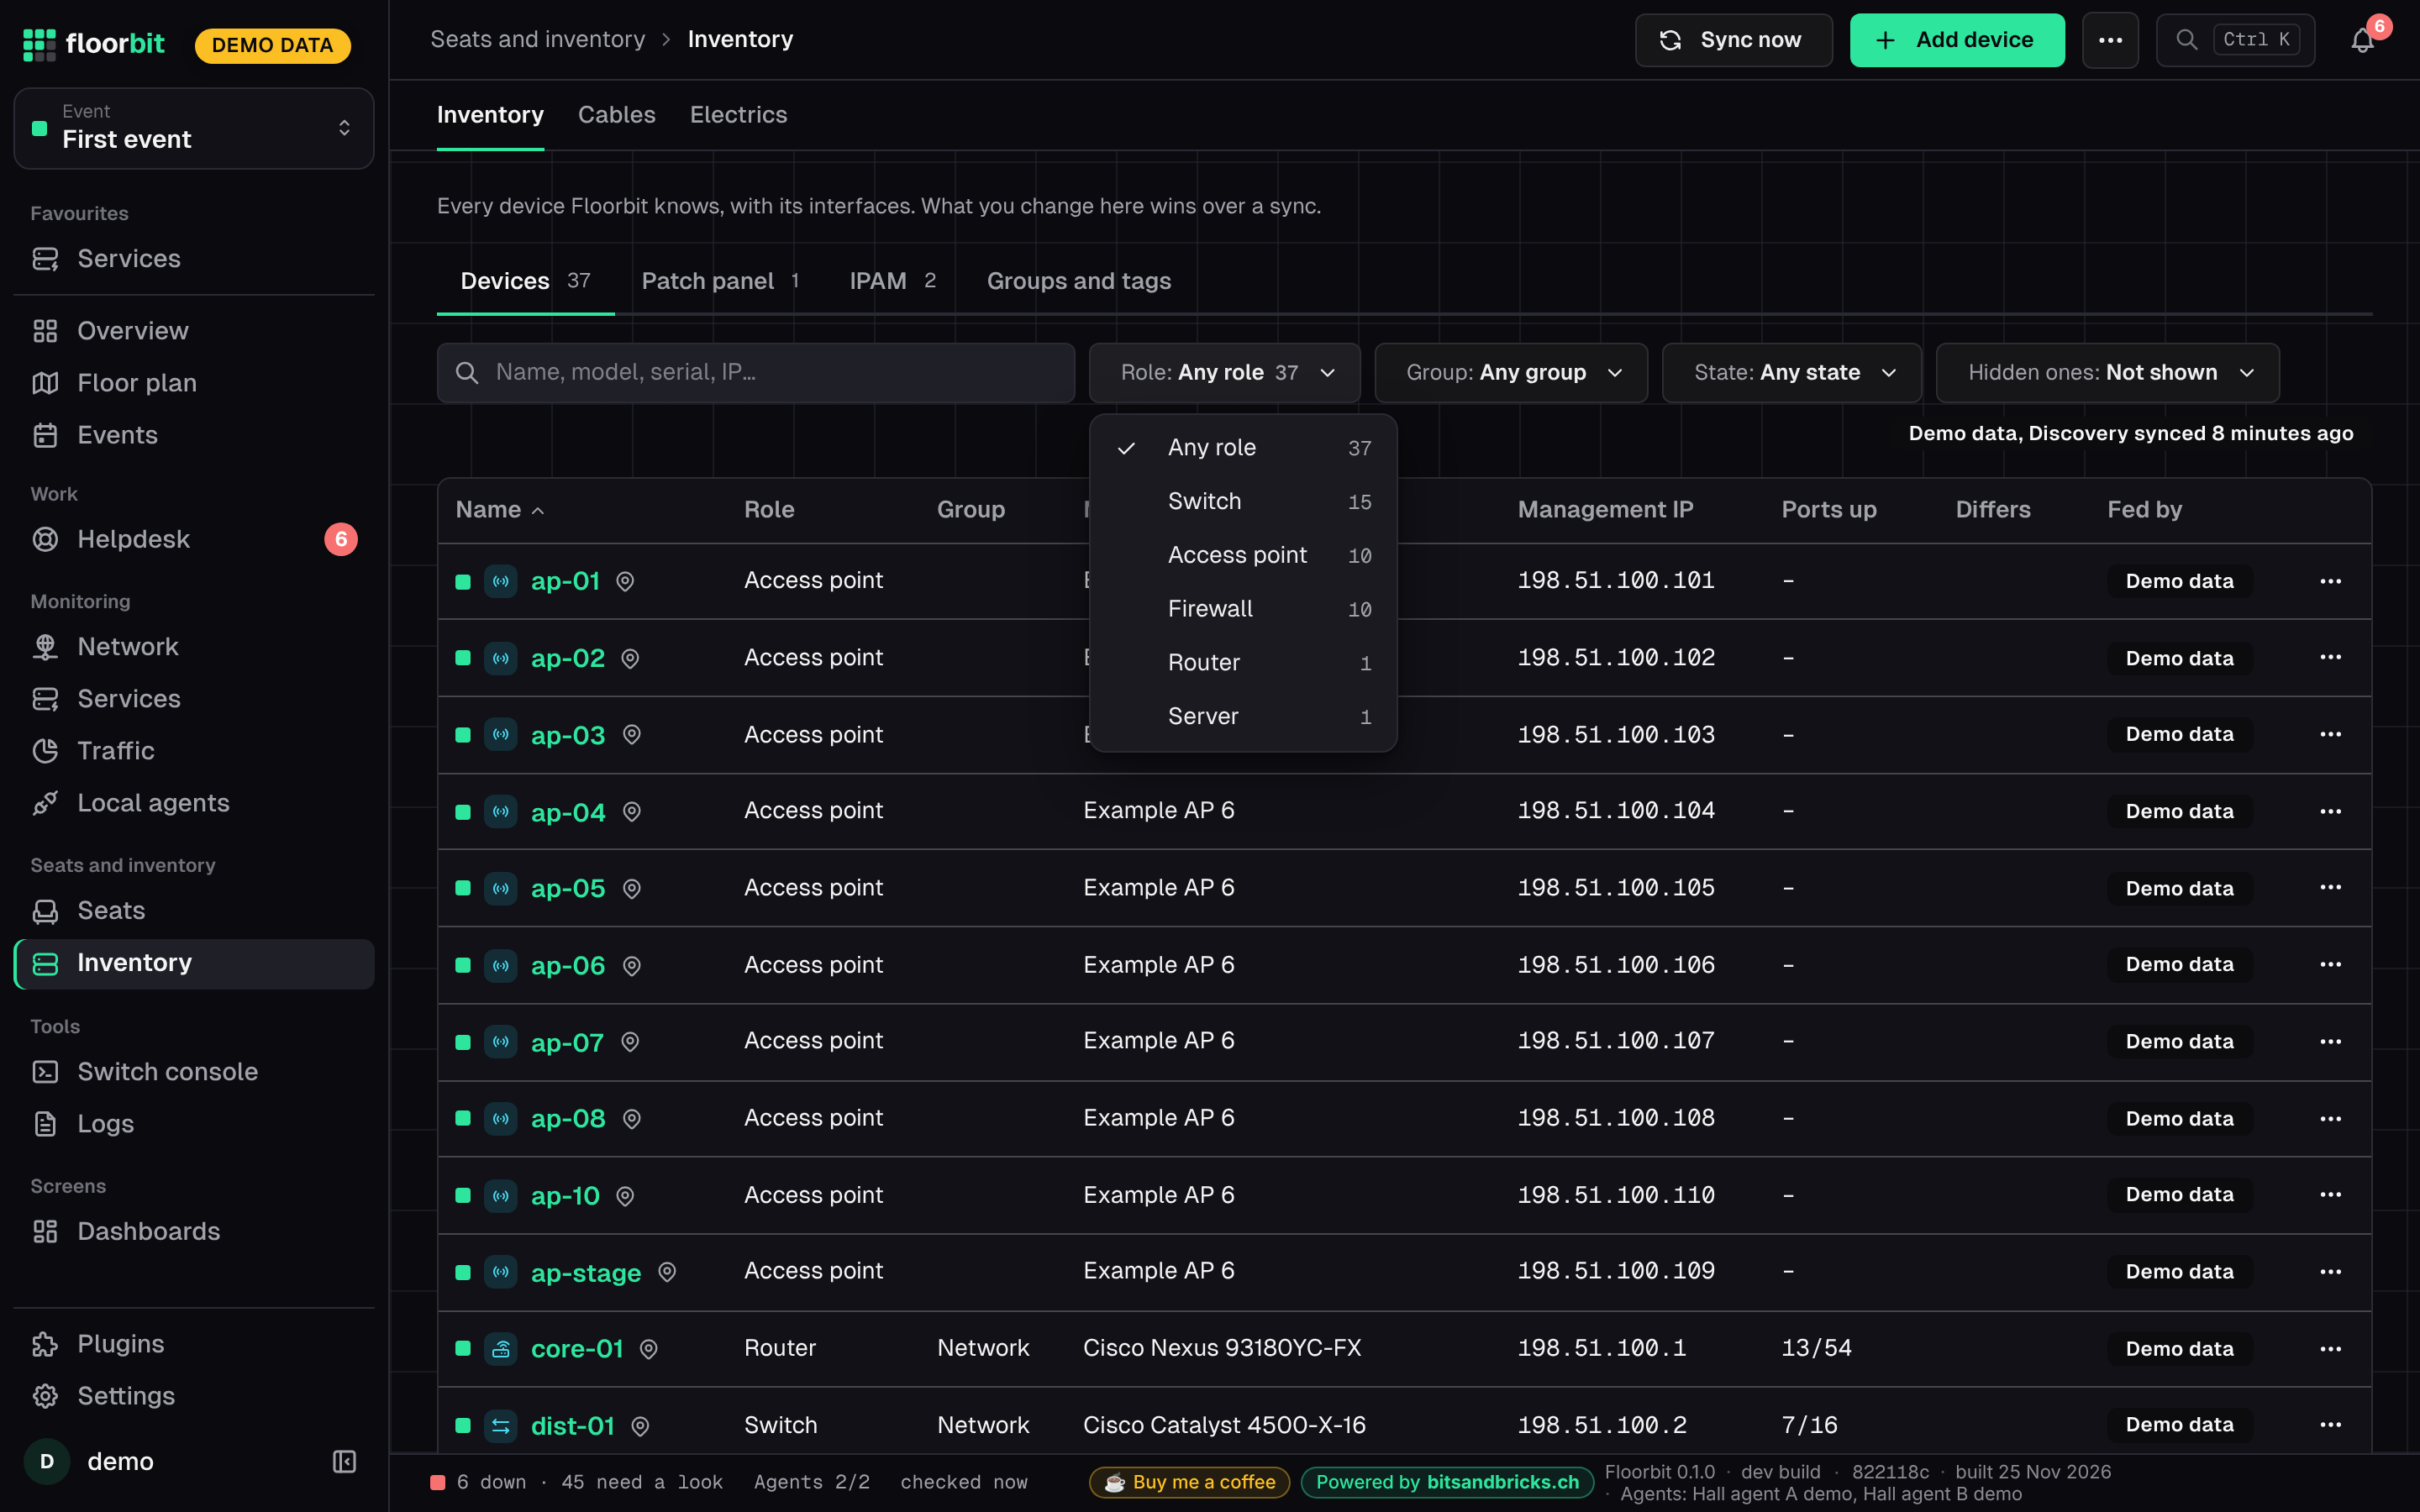 floorbit DEMO DATA
Event
First event
Favourites
Services
Overview
Floor plan
Events
Work
Helpdesk 6
Monitoring
Network
Services
Traffic
Local agents
Seats and inventory
Seats
Inventory
Tools
Switch console
Logs
Screens
Dashboards
Plugins
Settings
D demo
Seats and inventory > Inventory
Sync now + Add device ... Ctrl K 6
Inventory Cables Electrics
Every device Floorbit knows, with its interfaces. What you change here wins over a sync.
Devices 37 Patch panel 1 IPAM 2 Groups and tags
Name, model, serial, IP... Role: Any role 37 Group: Any group State: Any state Hidden ones: Not shown
Demo data, Discovery synced 8 minutes ago
Any role 37
Switch 15
Access point 10
Firewall 10
Router 1
Server 1
Name Role Group Management IP Ports up Differs Fed by
ap-01 Access point 198.51.100.101 - Demo data
ap-02 Access point 198.51.100.102 - Demo data
ap-03 Access point 198.51.100.103 - Demo data
ap-04 Access point Example AP 6 198.51.100.104 - Demo data
ap-05 Access point Example AP 6 198.51.100.105 - Demo data
ap-06 Access point Example AP 6 198.51.100.106 - Demo data
ap-07 Access point Example AP 6 198.51.100.107 - Demo data
ap-08 Access point Example AP 6 198.51.100.108 - Demo data
ap-10 Access point Example AP 6 198.51.100.110 - Demo data
ap-stage Access point Example AP 6 198.51.100.109 - Demo data
core-01 Router Network Cisco Nexus 93180YC-FX 198.51.100.1 13/54 Demo data
dist-01 Switch Network Cisco Catalyst 4500-X-16 198.51.100.2 7/16 Demo data
6 down · 45 need a look Agents 2/2 checked now
☕ Buy me a coffee Powered by bitsandbricks.ch
Floorbit 0.1.0 · dev build · 822118c · built 25 Nov 2026
· Agents: Hall agent A demo, Hall agent B demo